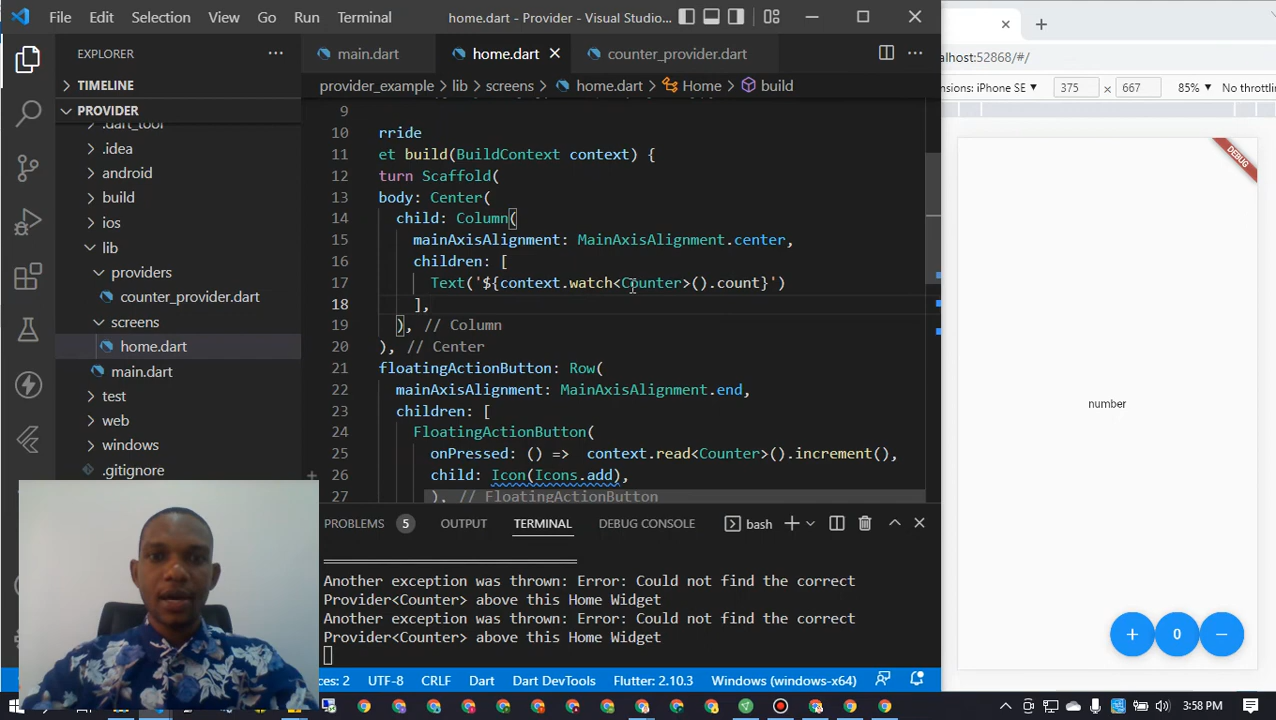 File Edit Selection View Go Run Terminal home.dart - Provider - Visual Studio...
EXPLORER
TIMELINE
PROVIDER
.dart_tool
.idea
android
build
ios
lib
providers
counter_provider.dart
screens
home.dart
main.dart
test
web
windows
.gitignore
main.dart home.dart counter_provider.dart
provider_example > lib > screens > home.dart > Home > build
9
10 rride
11 et build(BuildContext context) {
12 turn Scaffold(
13 body: Center(
14 child: Column(
15 mainAxisAlignment: MainAxisAlignment.center,
16 children: [
17 Text('${context.watch<Counter>().count}')
18 ],
19 ), // Column
20 ), // Center
21 floatingActionButton: Row(
22 mainAxisAlignment: MainAxisAlignment.end,
23 children: [
24 FloatingActionButton(
25 onPressed: () => context.read<Counter>().increment(),
26 child: Icon(Icons.add),
27 ), // FloatingActionButton
PROBLEMS 5 OUTPUT TERMINAL DEBUG CONSOLE bash
Another exception was thrown: Error: Could not find the correct
Provider<Counter> above this Home Widget
Another exception was thrown: Error: Could not find the correct
Provider<Counter> above this Home Widget
ces: 2 UTF-8 CRLF Dart Dart DevTools Flutter: 2.10.3 Windows (windows-x64)
alhost:52868/#/
nsions: iPhone SE 375 × 667 85% No throttlin
DEBUG
number
+ 0 −
3:58 PM